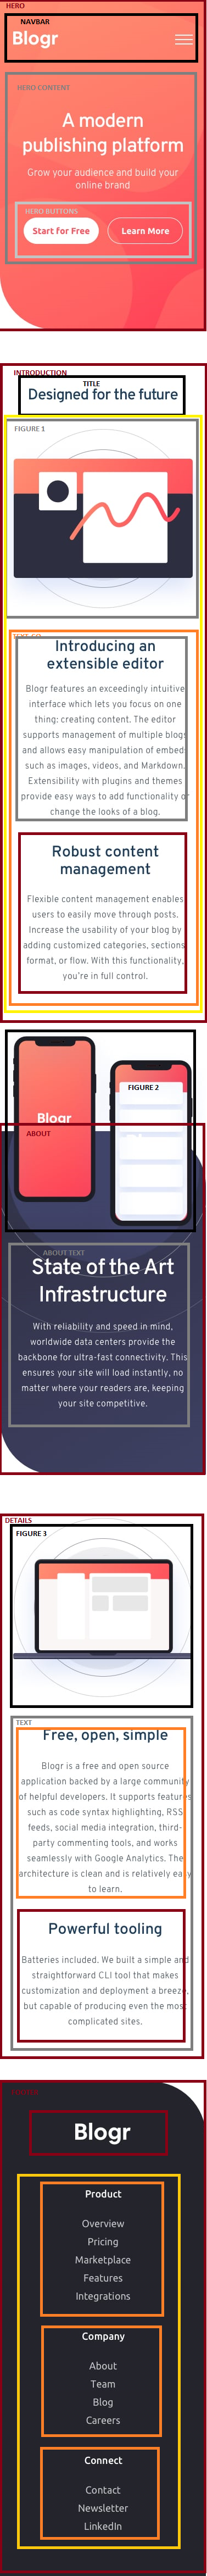 HERO
NAVBAR
Blogr
HERO CONTENT
A modern
publishing platform
Grow your audience and build your
online brand
HERO BUTTONS
Start for Free
Learn More
INTRODUCTION
TITLE
Designed for the future
FIGURE 1
Introducing an
extensible editor
Blogr features an exceedingly intuitive
interface which lets you focus on one
thing: creating content. The editor
supports management of multiple blogs
and allows easy manipulation of embeds
such as images, videos, and Markdown.
Extensibility with plugins and themes
provide easy ways to add functionality or
change the looks of a blog.
Robust content
management
Flexible content management enables
users to easily move through posts.
Increase the usability of your blog by
adding customized categories, sections,
format, or flow. With this functionality,
you're in full control.
FIGURE 2
Blogr
ABOUT
ABOUT TEXT
State of the Art
Infrastructure
With reliability and speed in mind,
worldwide data centers provide the
backbone for ultra-fast connectivity. This
ensures your site will load instantly, no
matter where your readers are, keeping
your site competitive.
DETAILS
FIGURE 3
TEXT
Free, open, simple
Blogr is a free and open source
application backed by a large community
of helpful developers. It supports features
such as code syntax highlighting, RSS
feeds, social media integration, third-
party commenting tools, and works
seamlessly with Google Analytics. The
architecture is clean and is relatively easy
to learn.
Powerful tooling
Batteries included. We built a simple and
straightforward CLI tool that makes
customization and deployment a breeze,
but capable of producing even the most
complicated sites.
FOOTER
Blogr
Product
Overview
Pricing
Marketplace
Features
Integrations
Company
About
Team
Blog
Careers
Connect
Contact
Newsletter
LinkedIn